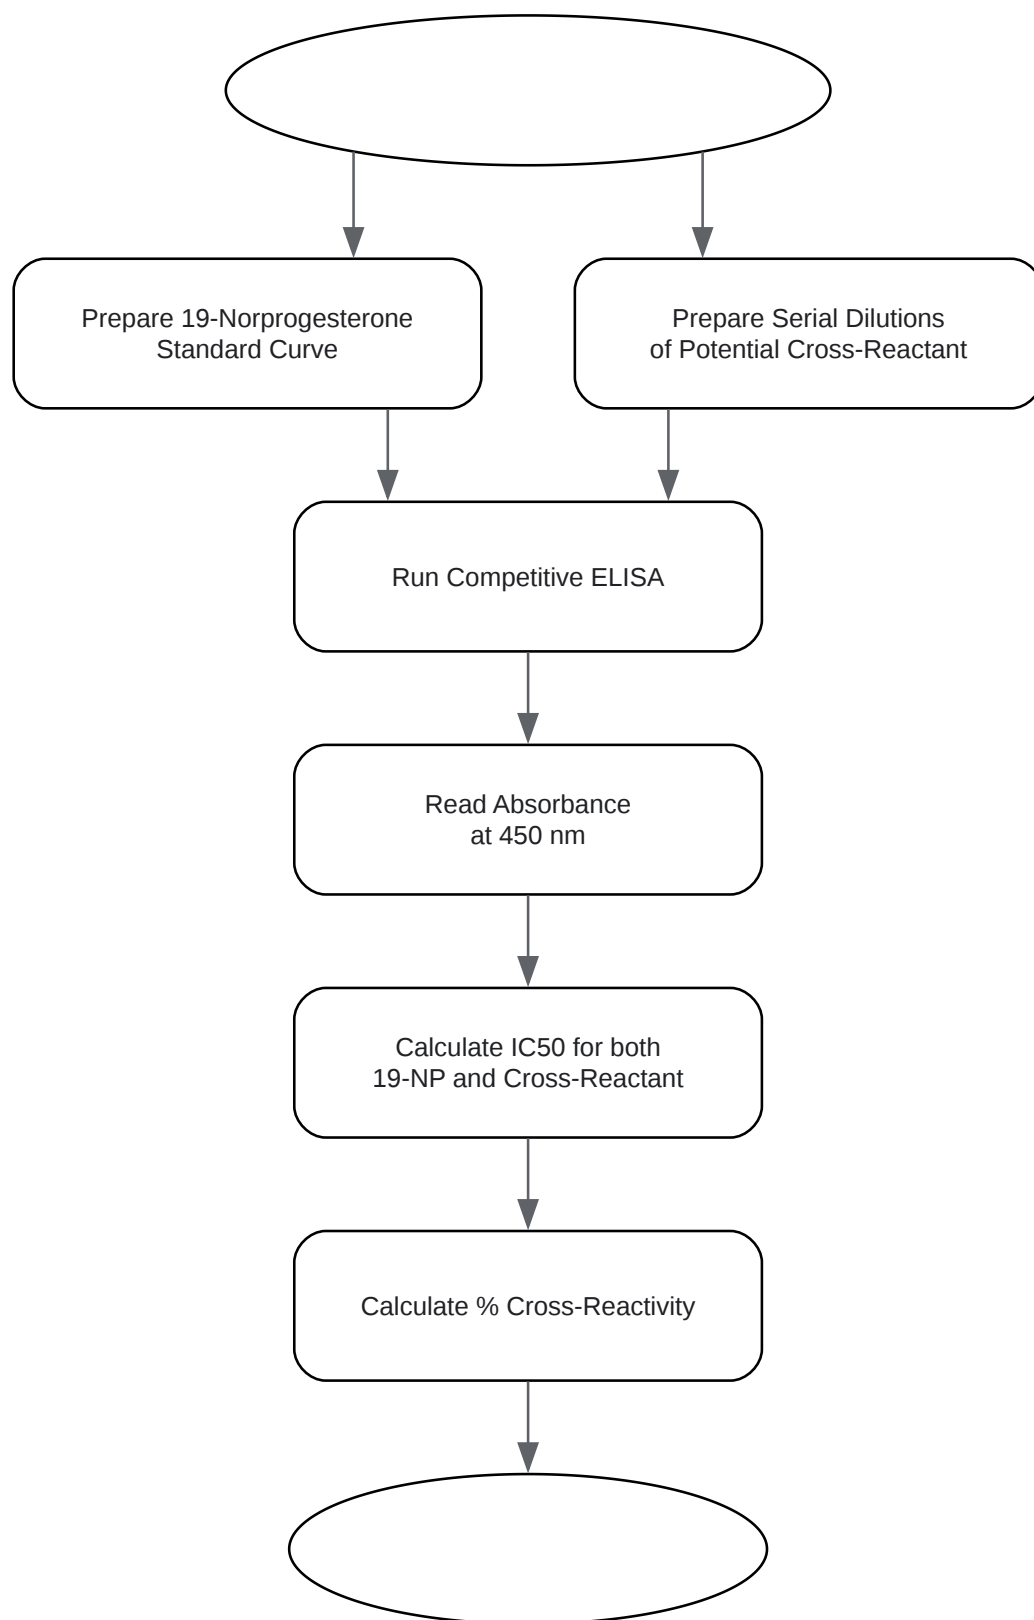 Prepare 19-Norprogesterone
Standard Curve
Prepare Serial Dilutions
of Potential Cross-Reactant
Run Competitive ELISA
Read Absorbance
at 450 nm
Calculate IC50 for both
19-NP and Cross-Reactant
Calculate % Cross-Reactivity